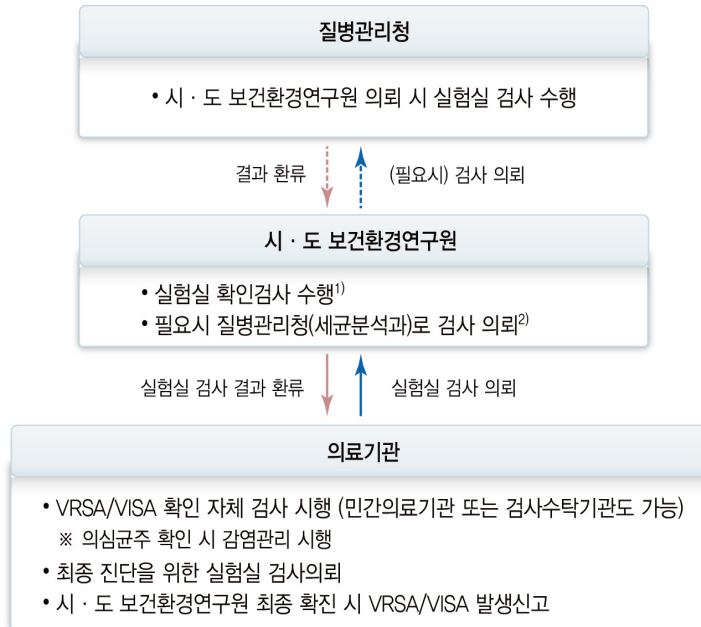 질병관리청
• 시 · 도 보건환경연구원 의뢰 시 실험실 검사 수행
결과 환류
(필요시) 검사 의뢰
시 · 도 보건환경연구원
• 실험실 확인검사 수행1)
• 필요시 질병관리청(세균분석과)로 검사 의뢰2)
실험실 검사 결과 환류
실험실 검사 의뢰
의료기관
• VRSA/VISA 확인 자체 검사 시행 (민간의료기관 또는 검사수탁기관도 가능)
※ 의심균주 확인 시 감염관리 시행
• 최종 진단을 위한 실험실 검사의뢰
• 시 · 도 보건환경연구원 최종 확진 시 VRSA/VISA 발생신고